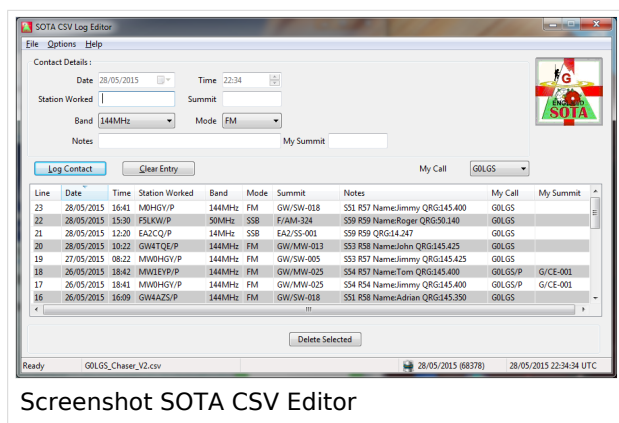 SOTA CSV Log Editor
File Options Help
Contact Details:
Date 28/05/2015 Time 22:34
Station Worked Summit
Band 144MHz Mode FM
Notes My Summit
G
ENGLAND
SOTA
Log Contact Clear Entry My Call G0LGS
Line Date Time Station Worked Band Mode Summit Notes My Call My Summit
23 28/05/2015 16:41 M0HGY/P 144MHz FM GW/SW-018 S51 R57 Name:Jimmy QRG:145.400 G0LGS
22 28/05/2015 15:30 F5LKW/P 50MHz SSB F/AM-324 S59 R59 Name:Roger QRG:50.140 G0LGS
21 28/05/2015 12:20 EA2CQ/P 14MHz SSB EA2/SS-001 S59 R59 QRG:14.247 G0LGS
20 28/05/2015 10:22 GW4TQE/P 144MHz FM GW/MW-013 S53 R58 Name:John QRG:145.425 G0LGS
19 27/05/2015 08:22 MW0HGY/P 144MHz FM GW/SW-005 S53 R57 Name:Jimmy QRG:145.425 G0LGS
18 26/05/2015 18:42 MW1EYP/P 144MHz FM GW/MW-025 S54 R57 Name:Tom QRG:145.400 G0LGS/P G/CE-001
17 26/05/2015 18:41 MW0HGY/P 144MHz FM GW/MW-025 S54 R54 Name:Jimmy QRG:145.400 G0LGS/P G/CE-001
16 26/05/2015 16:09 GW4AZS/P 144MHz FM GW/SW-018 S51 R58 Name:Adrian QRG:145.350 G0LGS
Delete Selected
Ready G0LGS_Chaser_V2.csv 28/05/2015 (68378) 28/05/2015 22:34:34 UTC
Screenshot SOTA CSV Editor